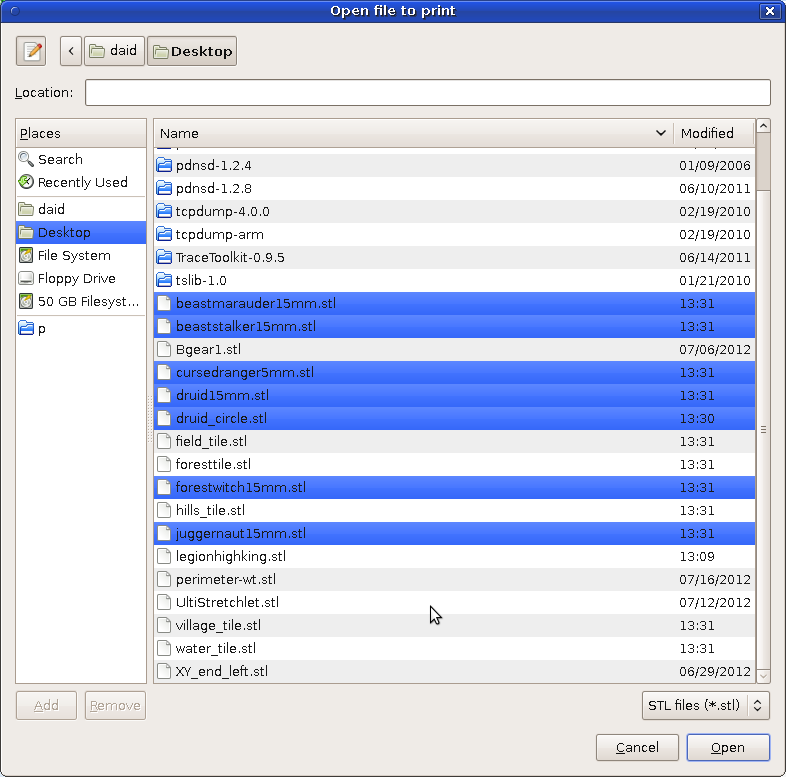 Open file to print
< daid Desktop
Location:
Places
Search
Recently Used
daid
Desktop
File System
Floppy Drive
50 GB Filesyst...
p
Name Modified
pdnsd-1.2.4 01/09/2006
pdnsd-1.2.8 06/10/2011
tcpdump-4.0.0 02/19/2010
tcpdump-arm 02/19/2010
TraceToolkit-0.9.5 06/14/2011
tslib-1.0 01/21/2010
beastmarauder15mm.stl 13:31
beaststalker15mm.stl 13:31
Bgear1.stl 07/06/2012
cursedranger5mm.stl 13:31
druid15mm.stl 13:31
druid_circle.stl 13:30
field_tile.stl 13:31
foresttile.stl 13:31
forestwitch15mm.stl 13:31
hills_tile.stl 13:31
juggernaut15mm.stl 13:31
legionhighking.stl 13:09
perimeter-wt.stl 07/16/2012
UltiStretchlet.stl 07/12/2012
village_tile.stl 13:31
water_tile.stl 13:31
XY_end_left.stl 06/29/2012
Add Remove
STL files (*.stl)
Cancel Open